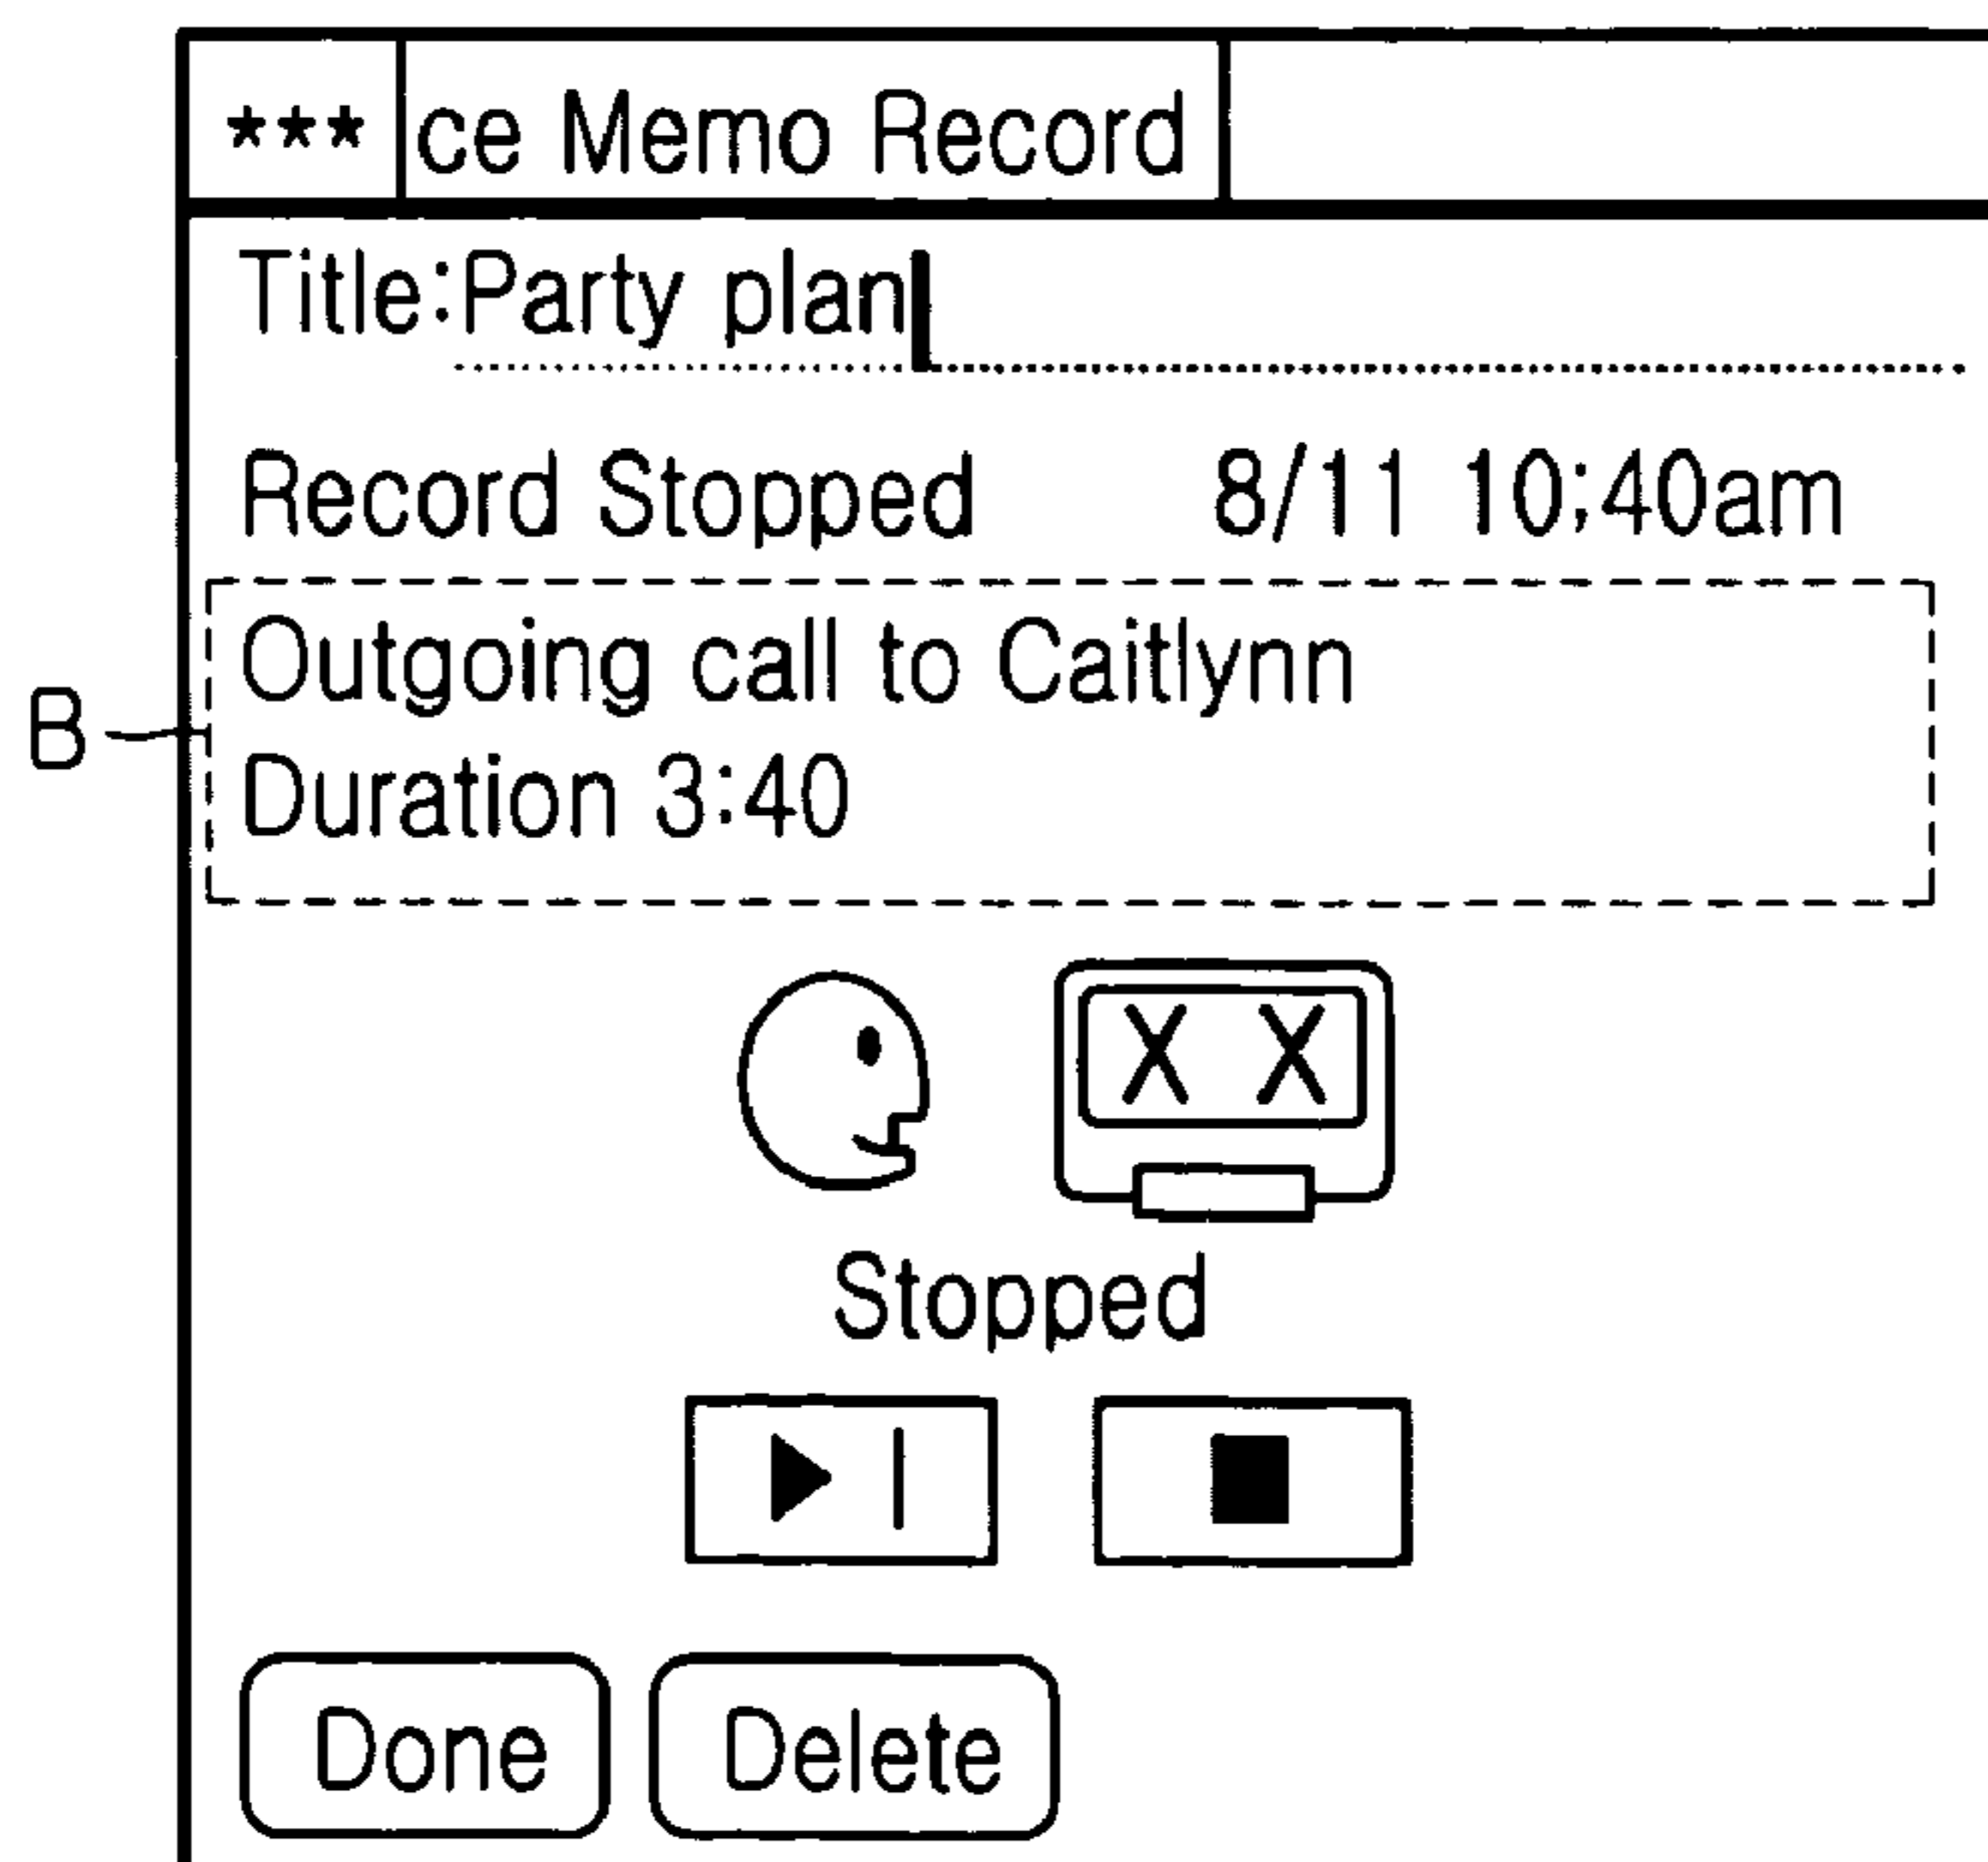 *** ce Memo Record
Title:Party plan
Record Stopped 8/11 10;40am
Outgoing call to Caitlynn
B
Duration 3:40
X X
Stopped
Done Delete